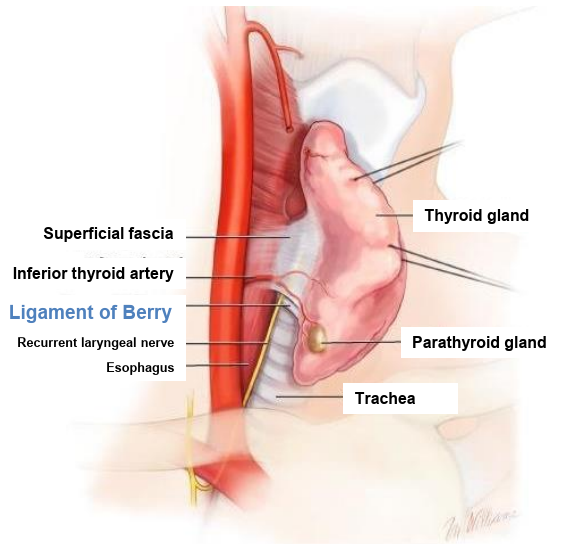 Thyroid gland
Superficial fascia
Inferior thyroid artery
Ligament of Berry
Recurrent laryngeal nerve
Parathyroid gland
Esophagus
Trachea